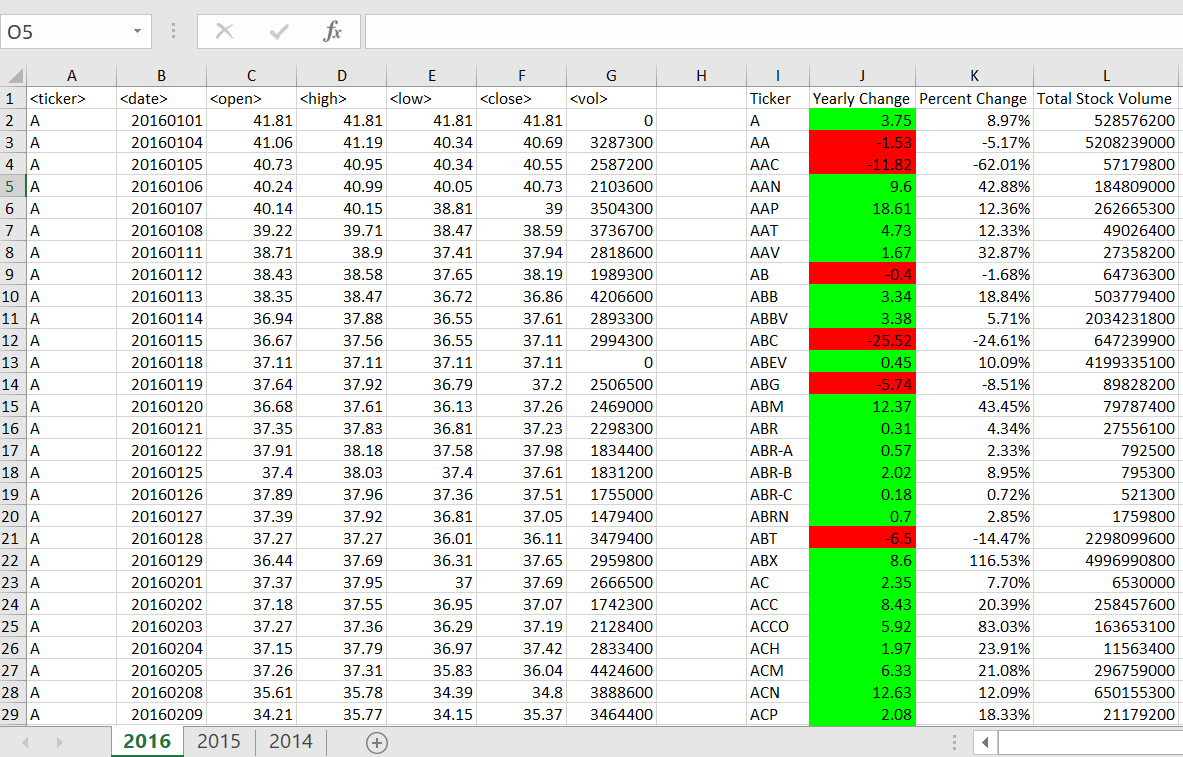 O5 fx
A B C D E F G H I J K L
1 <ticker> <date> <open> <high> <low> <close> <vol> Ticker Yearly Change Percent Change Total Stock Volume
2 A 20160101 41.81 41.81 41.81 41.81 0 A 3.75 8.97% 528576200
3 A 20160104 41.06 41.19 40.34 40.69 3287300 AA -1.53 -5.17% 5208239000
4 A 20160105 40.73 40.95 40.34 40.55 2587200 AAC -11.82 -62.01% 57179800
5 A 20160106 40.24 40.99 40.05 40.73 2103600 AAN 9.6 42.88% 184809000
6 A 20160107 40.14 40.15 38.81 39 3504300 AAP 18.61 12.36% 262665300
7 A 20160108 39.22 39.71 38.47 38.59 3736700 AAT 4.73 12.33% 49026400
8 A 20160111 38.71 38.9 37.41 37.94 2818600 AAV 1.67 32.87% 27358200
9 A 20160112 38.43 38.58 37.65 38.19 1989300 AB -0.4 -1.68% 64736300
10 A 20160113 38.35 38.47 36.72 36.86 4206600 ABB 3.34 18.84% 503779400
11 A 20160114 36.94 37.88 36.55 37.61 2893300 ABBV 3.38 5.71% 2034231800
12 A 20160115 36.67 37.56 36.55 37.11 2994300 ABC -25.52 -24.61% 647239900
13 A 20160118 37.11 37.11 37.11 37.11 0 ABEV 0.45 10.09% 4199335100
14 A 20160119 37.64 37.92 36.79 37.2 2506500 ABG -5.74 -8.51% 89828200
15 A 20160120 36.68 37.61 36.13 37.26 2469000 ABM 12.37 43.45% 79787400
16 A 20160121 37.35 37.83 36.81 37.23 2298300 ABR 0.31 4.34% 27556100
17 A 20160122 37.91 38.18 37.58 37.98 1834400 ABR-A 0.57 2.33% 792500
18 A 20160125 37.4 38.03 37.4 37.61 1831200 ABR-B 2.02 8.95% 795300
19 A 20160126 37.89 37.96 37.36 37.51 1755000 ABR-C 0.18 0.72% 521300
20 A 20160127 37.39 37.92 36.81 37.05 1479400 ABRN 0.7 2.85% 1759800
21 A 20160128 37.27 37.27 36.01 36.11 3479400 ABT -6.5 -14.47% 2298099600
22 A 20160129 36.44 37.69 36.31 37.65 2959800 ABX 8.6 116.53% 4996990800
23 A 20160201 37.37 37.95 37 37.69 2666500 AC 2.35 7.70% 6530000
24 A 20160202 37.18 37.55 36.95 37.07 1742300 ACC 8.43 20.39% 258457600
25 A 20160203 37.27 37.36 36.29 37.19 2128400 ACCO 5.92 83.03% 163653100
26 A 20160204 37.15 37.79 36.97 37.42 2833400 ACH 1.97 23.91% 11563400
27 A 20160205 37.26 37.31 35.83 36.04 4424600 ACM 6.33 21.08% 296759000
28 A 20160208 35.61 35.78 34.39 34.8 3888600 ACN 12.63 12.09% 650155300
29 A 20160209 34.21 35.77 34.15 35.37 3464400 ACP 2.08 18.33% 21179200
2016 2015 2014